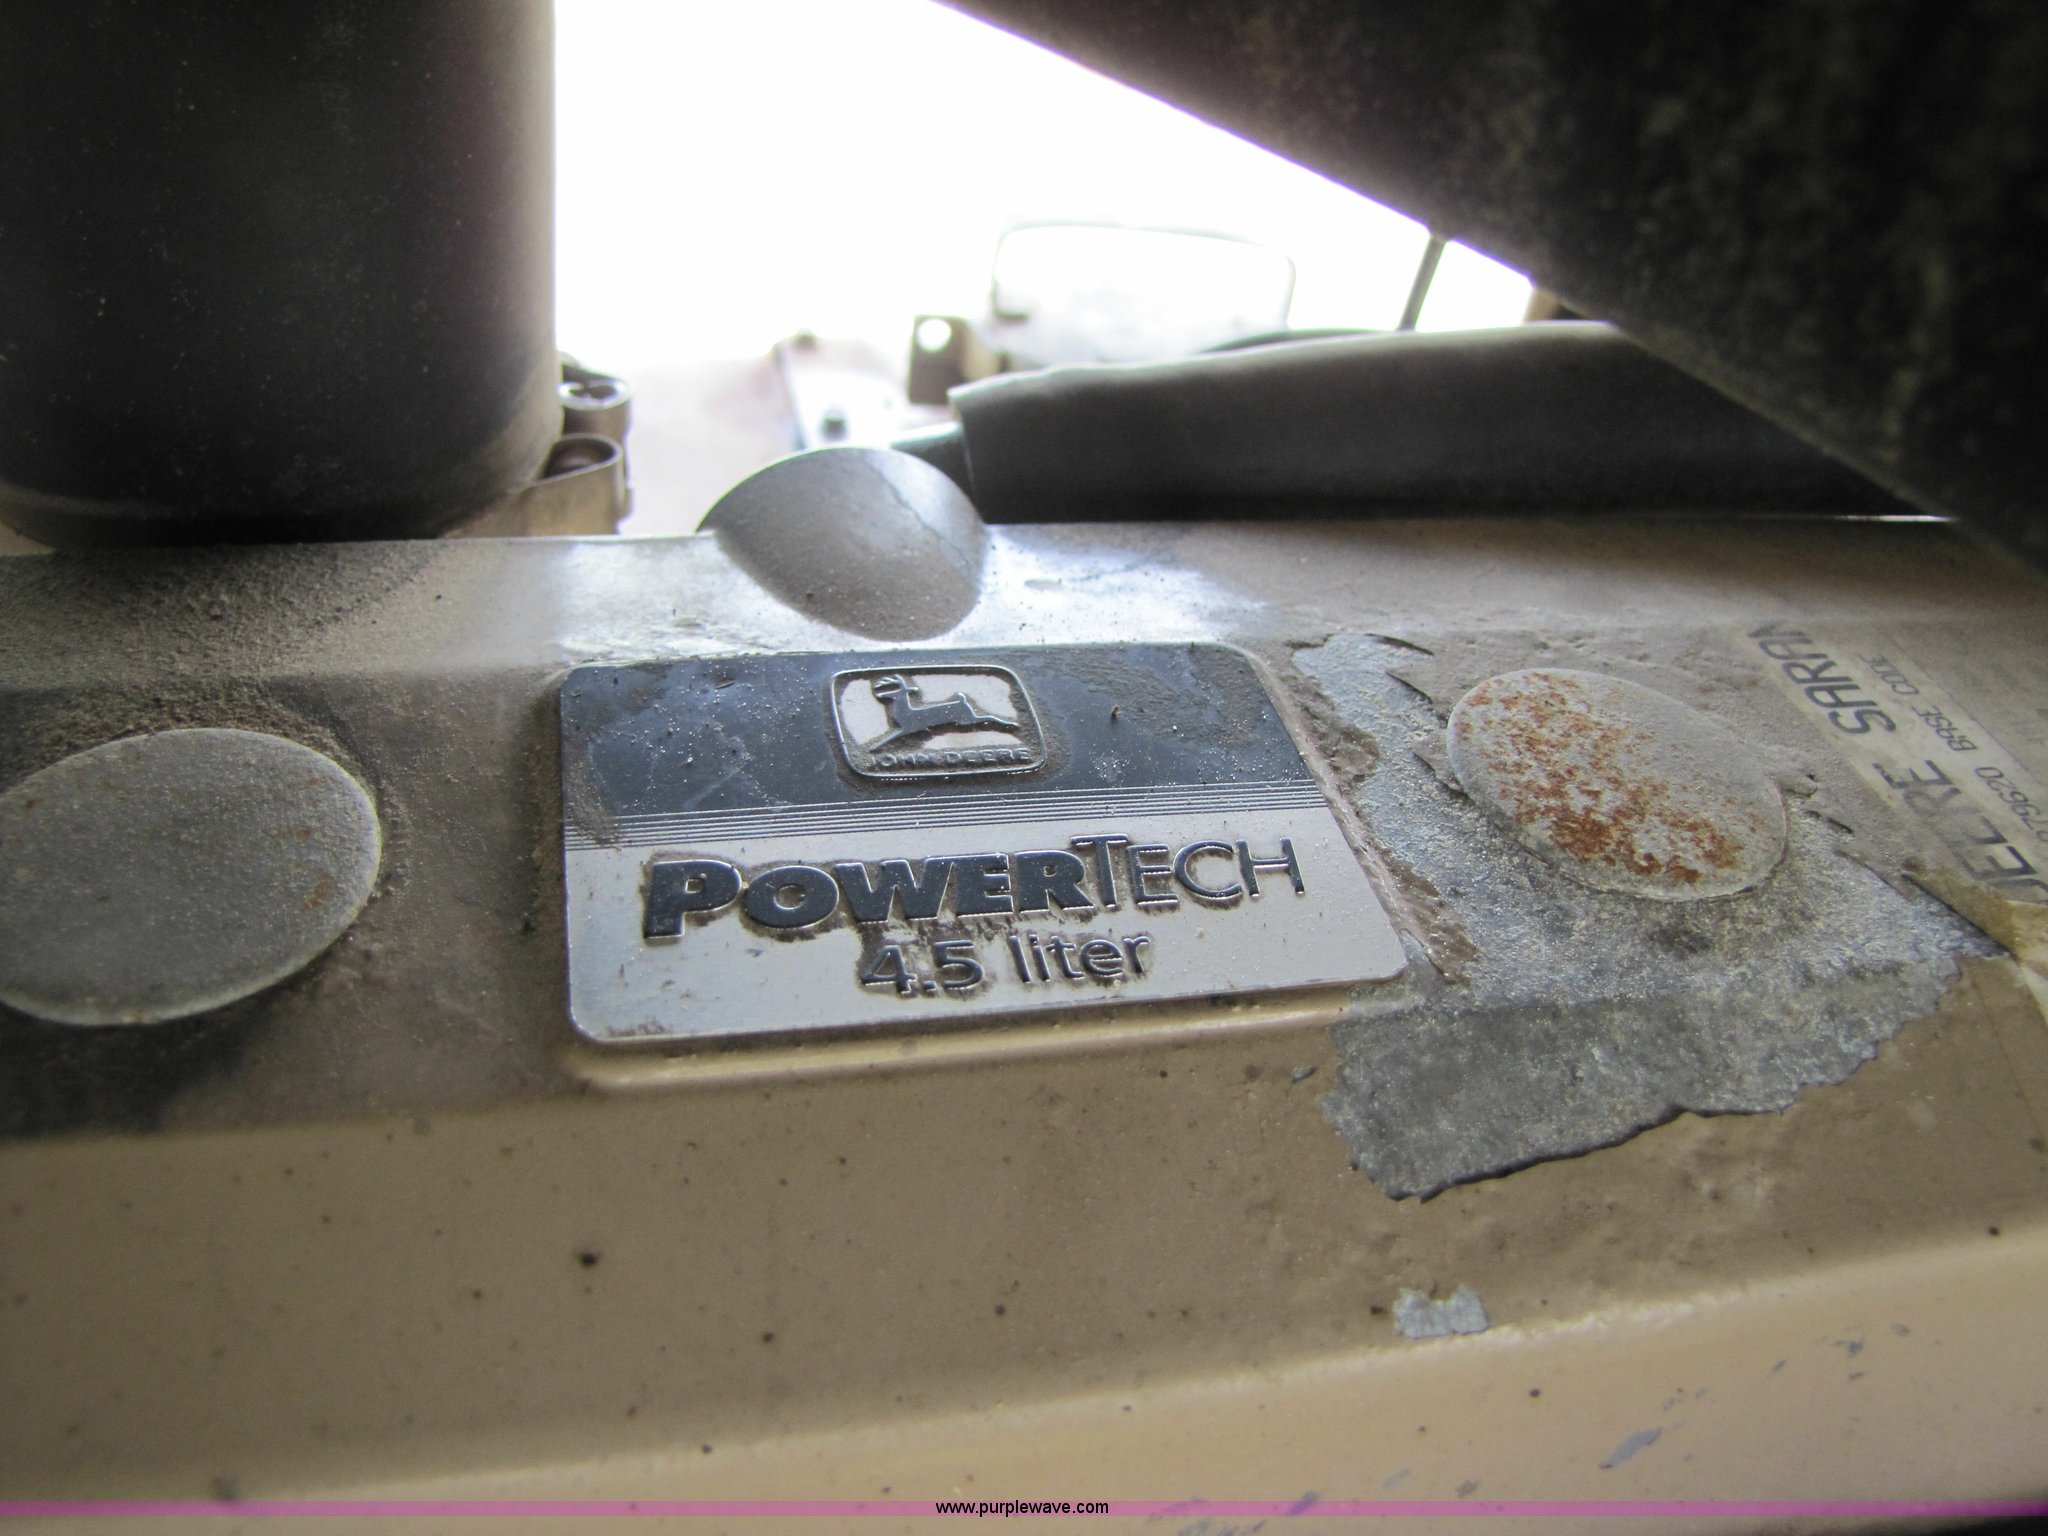 JOHN DEERE
POWERTECH
4.5 liter
SARAN
BASE CODE
www.purplewave.com